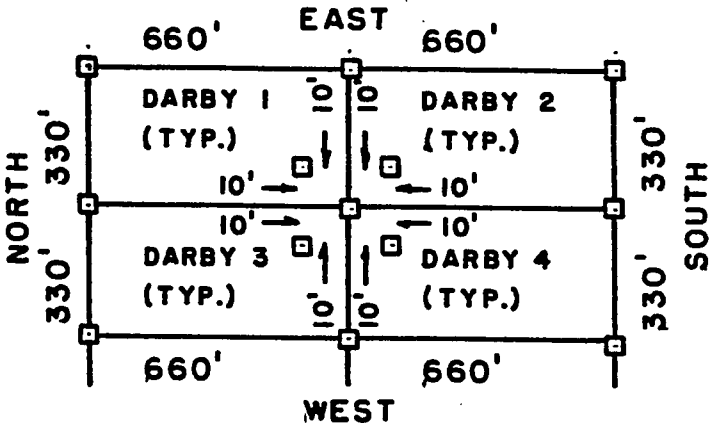 EAST
660' 660'
DARBY 1 10' 10' DARBY 2
(TYP.) (TYP.)
330' 330'
NORTH SOUTH
10' 10'
10' 10'
DARBY 3 DARBY 4
(TYP.) (TYP.)
330' 10' 10' 330'
660' 660'
WEST